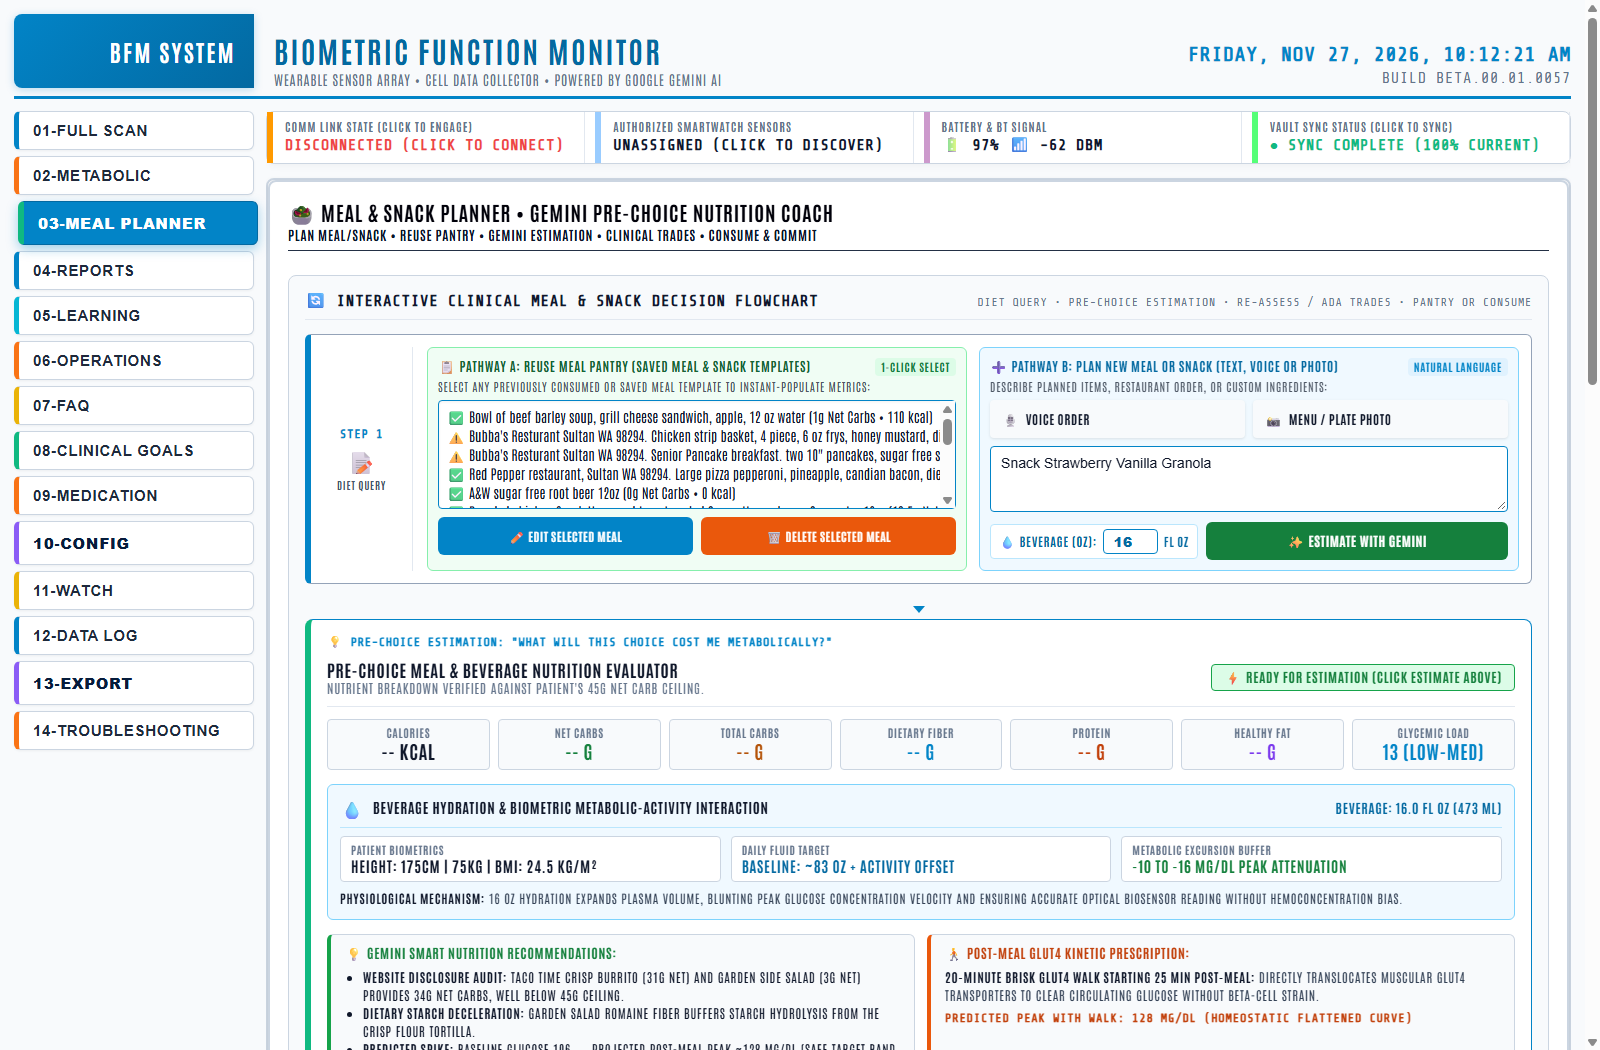 BFM SYSTEM
BIOMETRIC FUNCTION MONITOR
WEARABLE SENSOR ARRAY • CELL DATA COLLECTOR • POWERED BY GOOGLE GEMINI AI
FRIDAY, NOV 27, 2026, 10:12:21 AM
BUILD BETA.00.01.0057
01-FULL SCAN
02-METABOLIC
03-MEAL PLANNER
04-REPORTS
05-LEARNING
06-OPERATIONS
07-FAQ
08-CLINICAL GOALS
09-MEDICATION
10-CONFIG
11-WATCH
12-DATA LOG
13-EXPORT
14-TROUBLESHOOTING
COMM LINK STATE (CLICK TO ENGAGE)
DISCONNECTED (CLICK TO CONNECT)
AUTHORIZED SMARTWATCH SENSORS
UNASSIGNED (CLICK TO DISCOVER)
BATTERY & BT SIGNAL
97% -62 DBM
VAULT SYNC STATUS (CLICK TO SYNC)
● SYNC COMPLETE (100% CURRENT)
MEAL & SNACK PLANNER • GEMINI PRE-CHOICE NUTRITION COACH
PLAN MEAL/SNACK • REUSE PANTRY • GEMINI ESTIMATION • CLINICAL TRADES • CONSUME & COMMIT
INTERACTIVE CLINICAL MEAL & SNACK DECISION FLOWCHART
DIET QUERY • PRE-CHOICE ESTIMATION • RE-ASSESS / ADA TRADES • PANTRY OR CONSUME
STEP 1
DIET QUERY
PATHWAY A: REUSE MEAL PANTRY (SAVED MEAL & SNACK TEMPLATES)
1-CLICK SELECT
SELECT ANY PREVIOUSLY CONSUMED OR SAVED MEAL TEMPLATE TO INSTANT-POPULATE METRICS:
Bowl of beef barley soup, grill cheese sandwich, apple, 12 oz water (1g Net Carbs • 110 kcal)
Bubba's Resturant Sultan WA 98294. Chicken strip basket, 4 piece, 6 oz frys, honey mustard, di
Bubba's Resturant Sultan WA 98294. Senior Pancake breakfast. two 10" pancakes, sugar free s
Red Pepper restaurant, Sultan WA 98294. Large pizza pepperoni, pineapple, candian bacon, die
A&W sugar free root beer 12oz (0g Net Carbs • 0 kcal)
EDIT SELECTED MEAL
DELETE SELECTED MEAL
PATHWAY B: PLAN NEW MEAL OR SNACK (TEXT, VOICE OR PHOTO)
NATURAL LANGUAGE
DESCRIBE PLANNED ITEMS, RESTAURANT ORDER, OR CUSTOM INGREDIENTS:
VOICE ORDER
MENU / PLATE PHOTO
Snack Strawberry Vanilla Granola
BEVERAGE (OZ): 16 FL OZ
ESTIMATE WITH GEMINI
PRE-CHOICE ESTIMATION: "WHAT WILL THIS CHOICE COST ME METABOLICALLY?"
PRE-CHOICE MEAL & BEVERAGE NUTRITION EVALUATOR
NUTRIENT BREAKDOWN VERIFIED AGAINST PATIENT'S 45G NET CARB CEILING.
READY FOR ESTIMATION (CLICK ESTIMATE ABOVE)
CALORIES
-- KCAL
NET CARBS
-- G
TOTAL CARBS
-- G
DIETARY FIBER
-- G
PROTEIN
-- G
HEALTHY FAT
-- G
GLYCEMIC LOAD
13 (LOW-MED)
BEVERAGE HYDRATION & BIOMETRIC METABOLIC-ACTIVITY INTERACTION
BEVERAGE: 16.0 FL OZ (473 ML)
PATIENT BIOMETRICS
HEIGHT: 175CM | 75KG | BMI: 24.5 KG/M²
DAILY FLUID TARGET
BASELINE: ~83 OZ + ACTIVITY OFFSET
METABOLIC EXCURSION BUFFER
-10 TO -16 MG/DL PEAK ATTENUATION
PHYSIOLOGICAL MECHANISM: 16 OZ HYDRATION EXPANDS PLASMA VOLUME, BLUNTING PEAK GLUCOSE CONCENTRATION VELOCITY AND ENSURING ACCURATE OPTICAL BIOSENSOR READING WITHOUT HEMOCONCENTRATION BIAS.
GEMINI SMART NUTRITION RECOMMENDATIONS:
• WEBSITE DISCLOSURE AUDIT: TACO TIME CRISP BURRITO (31G NET) AND GARDEN SIDE SALAD (3G NET)
PROVIDES 34G NET CARBS, WELL BELOW 45G CEILING.
• DIETARY STARCH DECELERATION: GARDEN SALAD ROMAINE FIBER BUFFERS STARCH HYDROLYSIS FROM THE
CRISP FLOUR TORTILLA.
POST-MEAL GLUT4 KINETIC PRESCRIPTION:
20-MINUTE BRISK GLUT4 WALK STARTING 25 MIN POST-MEAL: DIRECTLY TRANSLOCATES MUSCULAR GLUT4
TRANSPORTERS TO CLEAR CIRCULATING GLUCOSE WITHOUT BETA-CELL STRAIN.
PREDICTED PEAK WITH WALK: 128 MG/DL (HOMEOSTATIC FLATTENED CURVE)